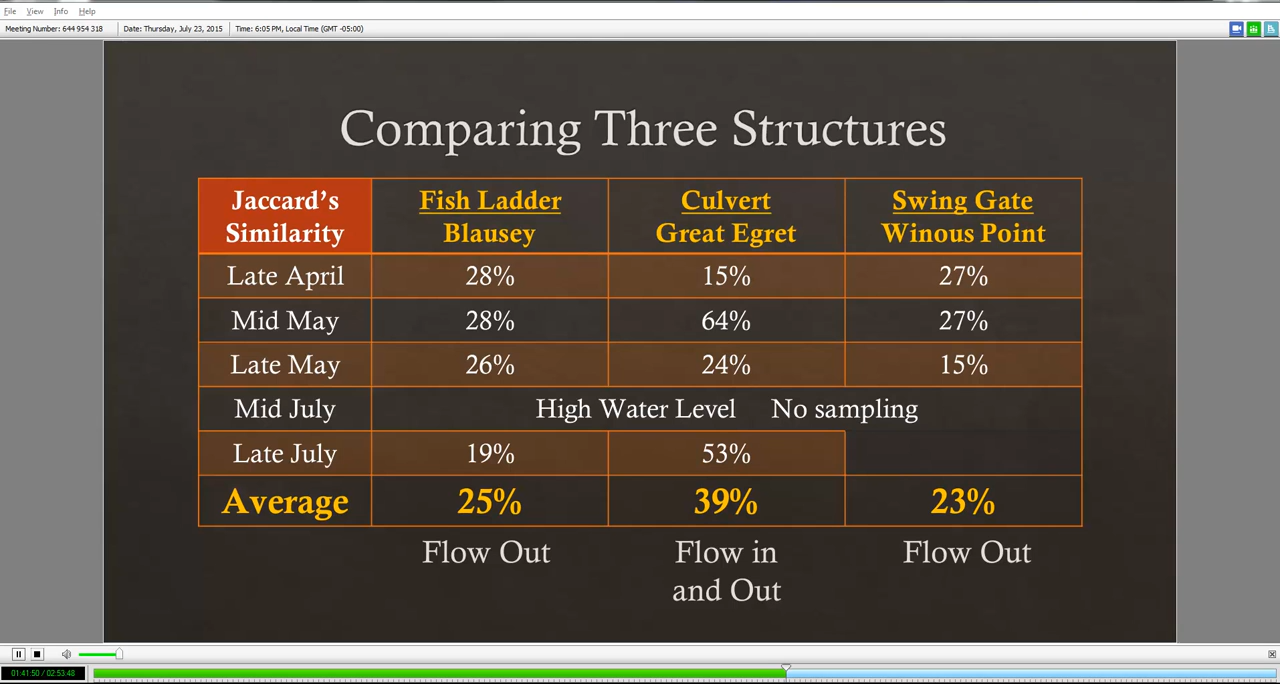 File View Info Help
Meeting Number: 644 954 318 Date: Thursday, July 23, 2015 Time: 6:05 PM, Local Time (GMT -05:00)
Comparing Three Structures
Jaccard's Similarity Fish Ladder Blausey Culvert Great Egret Swing Gate Winous Point
Late April 28% 15% 27%
Mid May 28% 64% 27%
Late May 26% 24% 15%
Mid July High Water Level No sampling
Late July 19% 53%
Average 25% 39% 23%
Flow Out Flow in and Out Flow Out
01:41:50 / 02:53:48